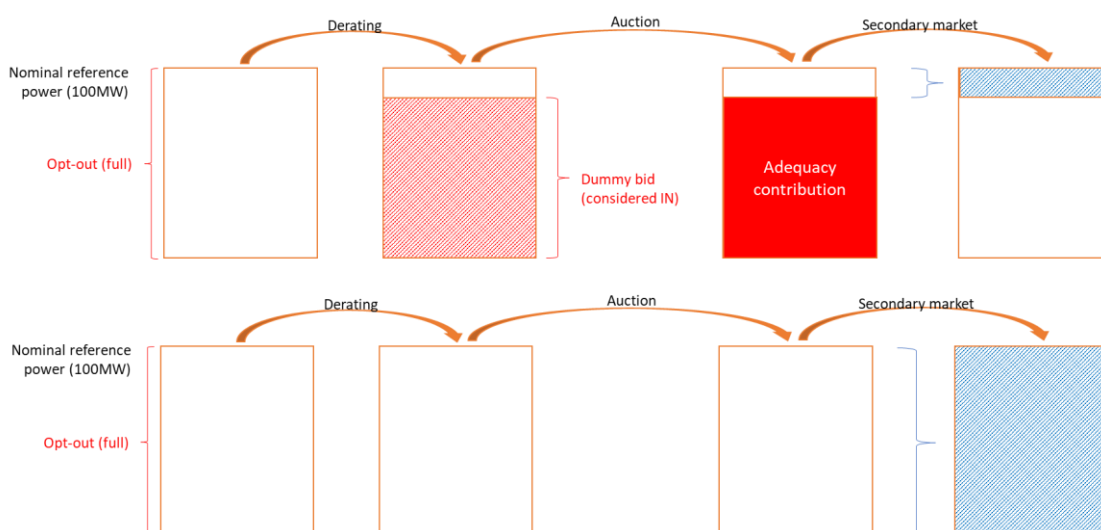 Derating
Auction
Secondary market
Nominal reference
power (100MW)
Opt-out (full)
Dummy bid
(considered IN)
Adequacy
contribution
Derating
Auction
Secondary market
Nominal reference
power (100MW)
Opt-out (full)